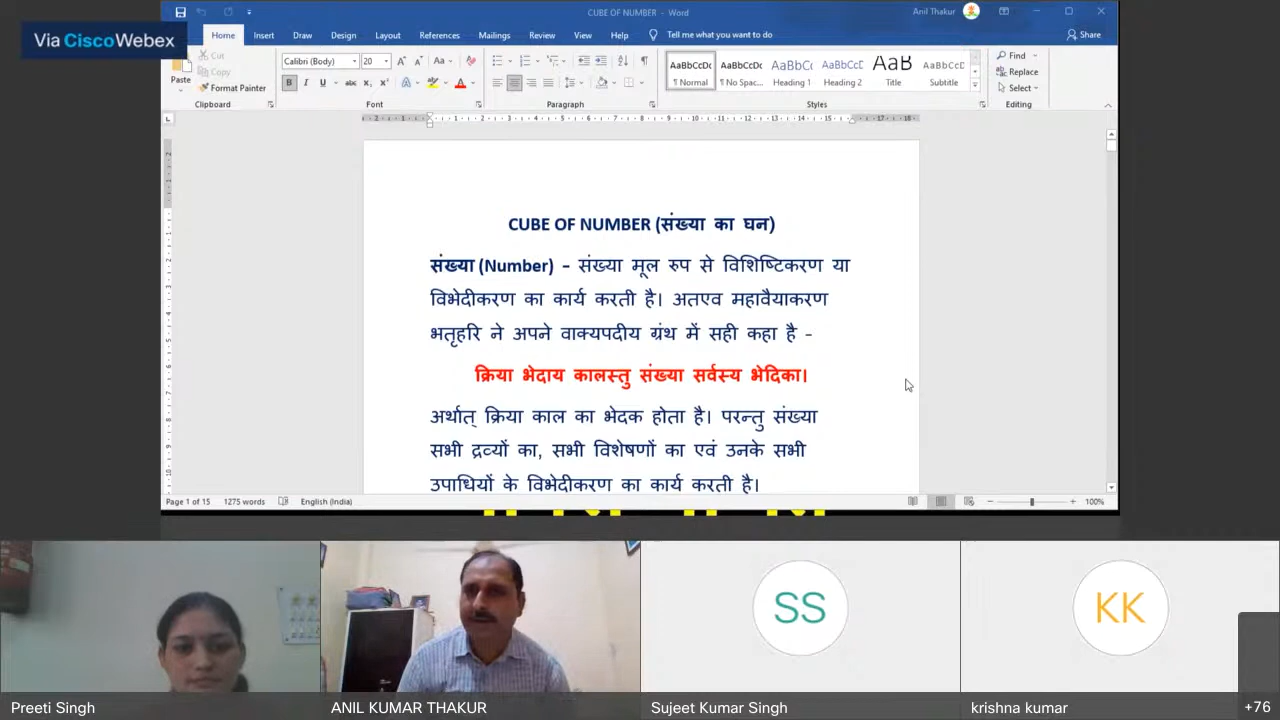 CUBE OF NUMBER - Word
Anil Thakur
Via CiscoWebex
Home Insert Draw Design Layout References Mailings Review View Help Tell me what you want to do Share
Paste
Cut
Copy
Format Painter
Calibri (Body) 20
AaBbCcDc AaBbCcDc AaBbCc AaBbCcDc AaB AaBbCcDc
¶ Normal ¶ No Spac... Heading 1 Heading 2 Title Subtitle
Find
Replace
Select
Clipboard Font Paragraph Styles Editing
CUBE OF NUMBER (संख्या का घन)
संख्या (Number) – संख्या मूल रुप से विशिष्टिकरण या
विभेदीकरण का कार्य करती है। अतएव महावैयाकरण
भतृहरि ने अपने वाक्यपदीय ग्रंथ में सही कहा है -
क्रिया भेदाय कालस्तु संख्या सर्वस्य भेदिका।
अर्थात् क्रिया काल का भेदक होता है। परन्तु संख्या
सभी द्रव्यों का, सभी विशेषणों का एवं उनके सभी
उपाधियों के विभेदीकरण का कार्य करती है।
Page 1 of 15 1275 words English (India) 100%
SS KK
Preeti Singh ANIL KUMAR THAKUR Sujeet Kumar Singh krishna kumar +76